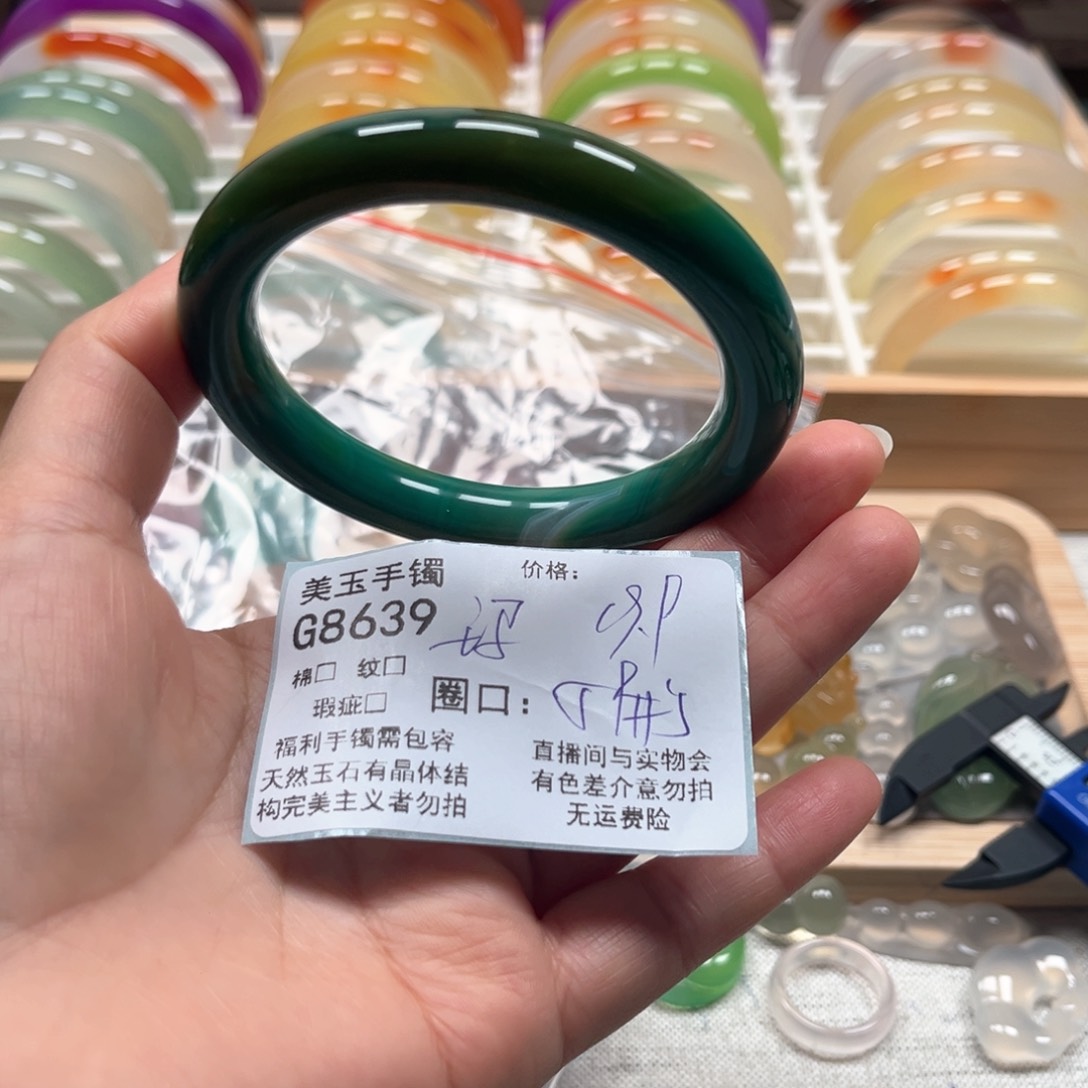 美玉手镯
价格：
G8639
棉□ 纹□
瑕疵□
圈口：
福利手镯需包容
天然玉石有晶体结
构完美主义者勿拍
直播间与实物会
有色差介意勿拍
无运费险